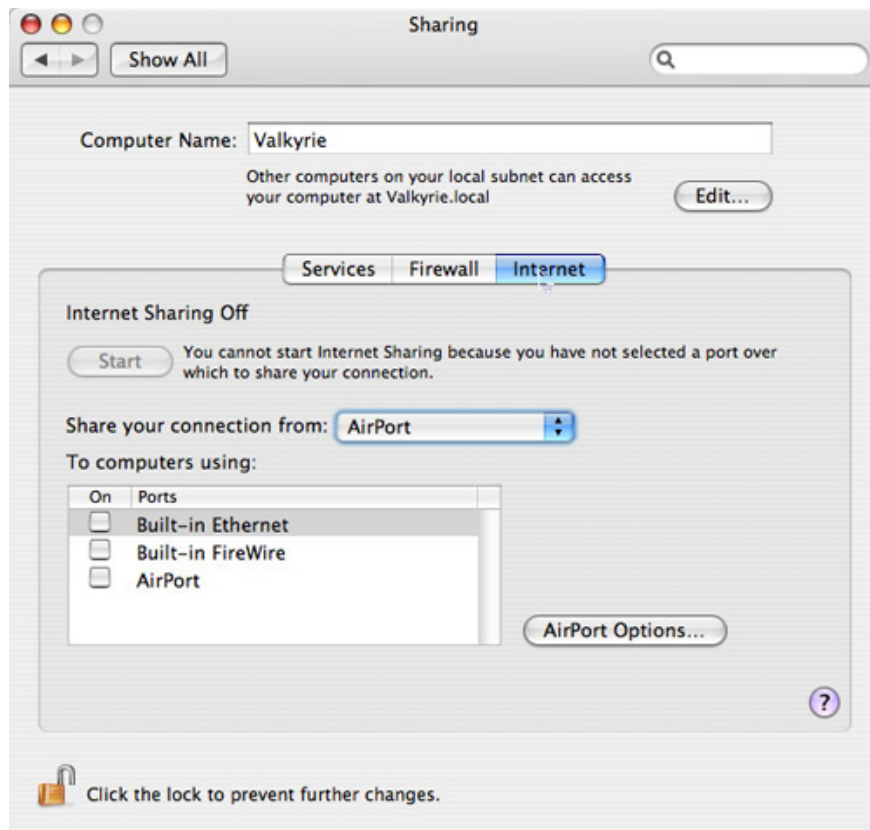 Sharing
Show All
Computer Name: Valkyrie
Other computers on your local subnet can access
your computer at Valkyrie.local
Edit...
Services Firewall Internet
Internet Sharing Off
Start
You cannot start Internet Sharing because you have not selected a port over
which to share your connection.
Share your connection from: AirPort
To computers using:
On Ports
Built-in Ethernet
Built-in FireWire
AirPort
AirPort Options...
?
Click the lock to prevent further changes.